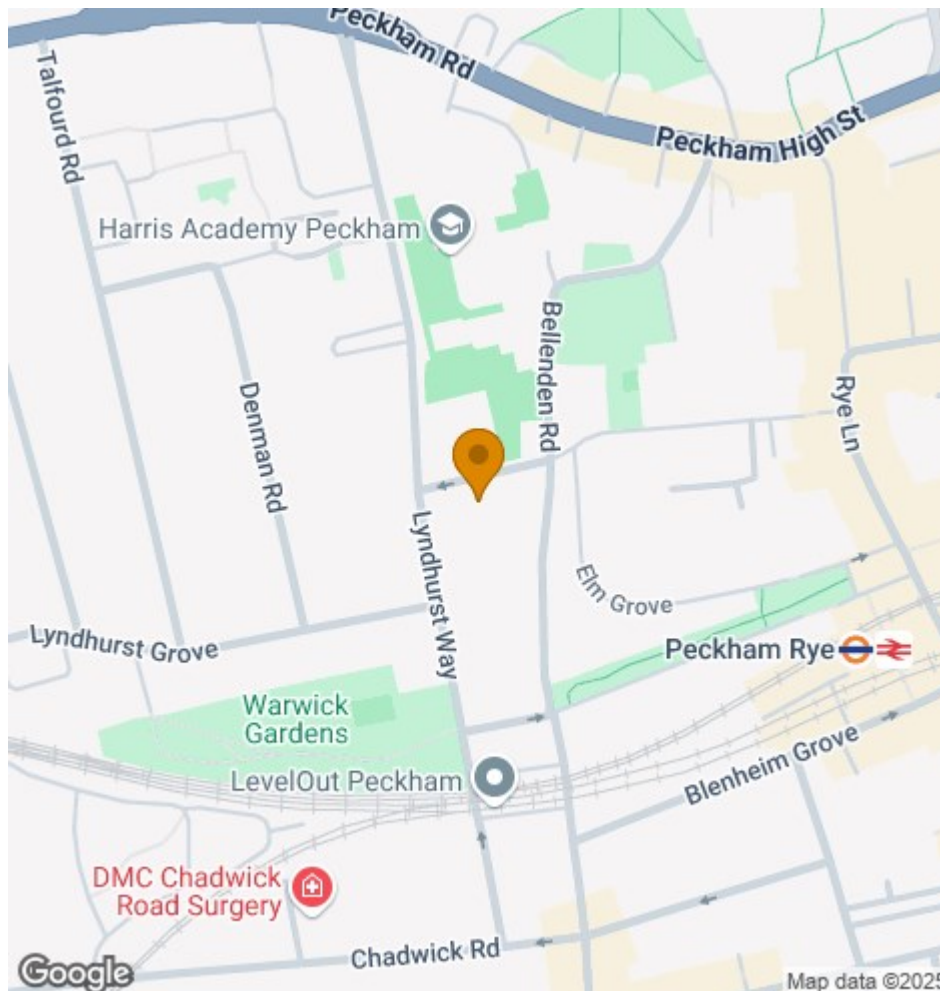 Peckham Rd
Peckham High St
Talfourd Rd
Harris Academy Peckham
Bellenden Rd
Rye Ln
Denman Rd
Lyndhurst Way
Elm Grove
Lyndhurst Grove
Peckham Rye
Warwick
Gardens
LevelOut Peckham
Blenheim Grove
DMC Chadwick
Road Surgery
Chadwick Rd
Google
Map data ©2025